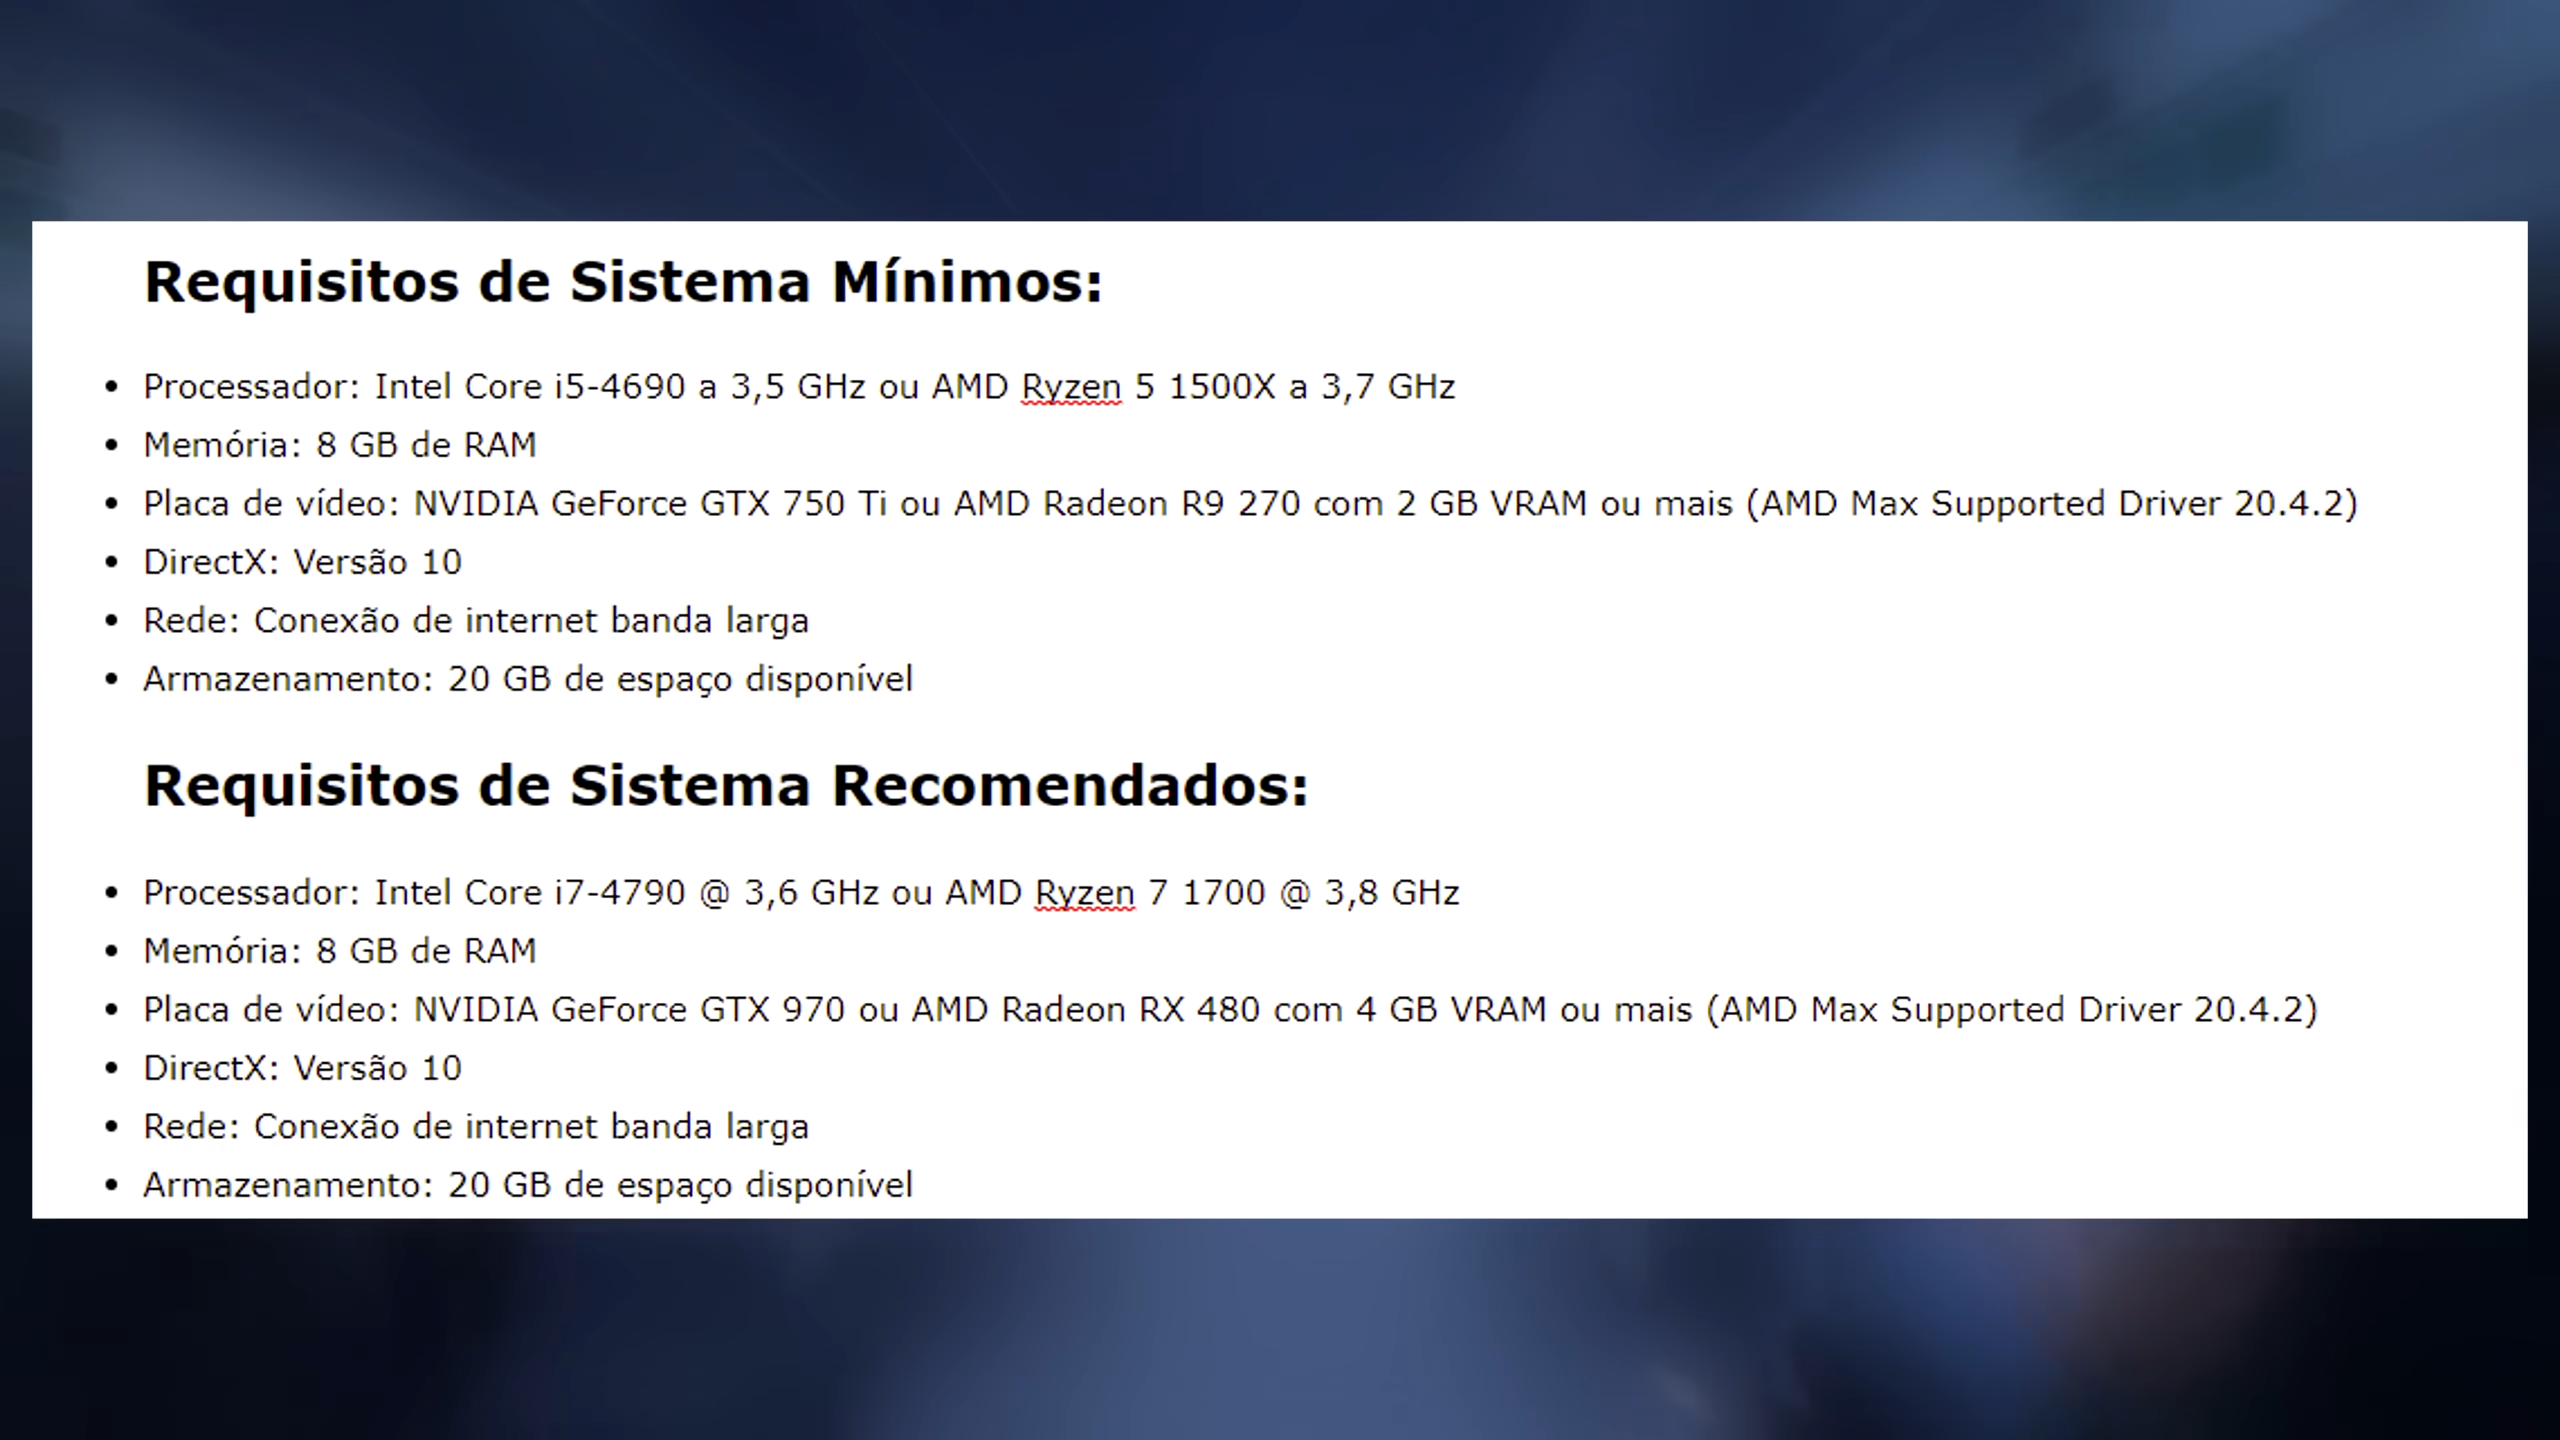 Requisitos de Sistema Mínimos:
Processador: Intel Core i5-4690 a 3,5 GHz ou AMD Ryzen 5 1500X a 3,7 GHz
Memória: 8 GB de RAM
Placa de vídeo: NVIDIA GeForce GTX 750 Ti ou AMD Radeon R9 270 com 2 GB VRAM ou mais (AMD Max Supported Driver 20.4.2)
DirectX: Versão 10
Rede: Conexão de internet banda larga
Armazenamento: 20 GB de espaço disponível
Requisitos de Sistema Recomendados:
Processador: Intel Core i7-4790 @ 3,6 GHz ou AMD Ryzen 7 1700 @ 3,8 GHz
Memória: 8 GB de RAM
Placa de vídeo: NVIDIA GeForce GTX 970 ou AMD Radeon RX 480 com 4 GB VRAM ou mais (AMD Max Supported Driver 20.4.2)
DirectX: Versão 10
Rede: Conexão de internet banda larga
Armazenamento: 20 GB de espaço disponível